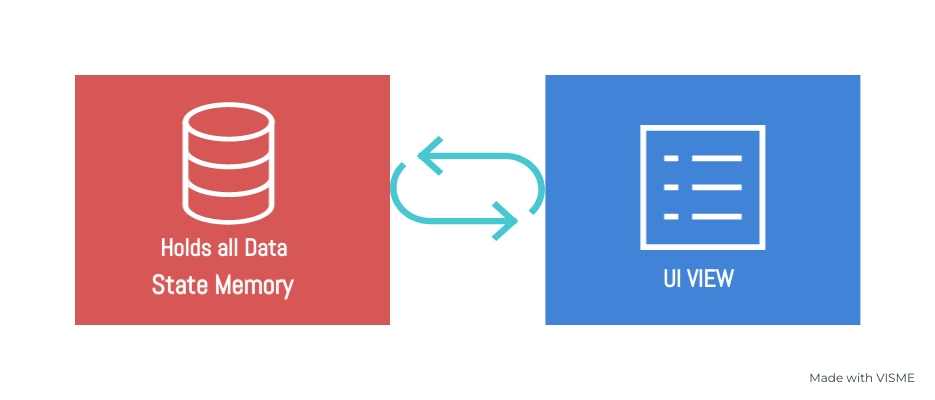 Holds all Data
State Memory
UI VIEW
Made with VISME